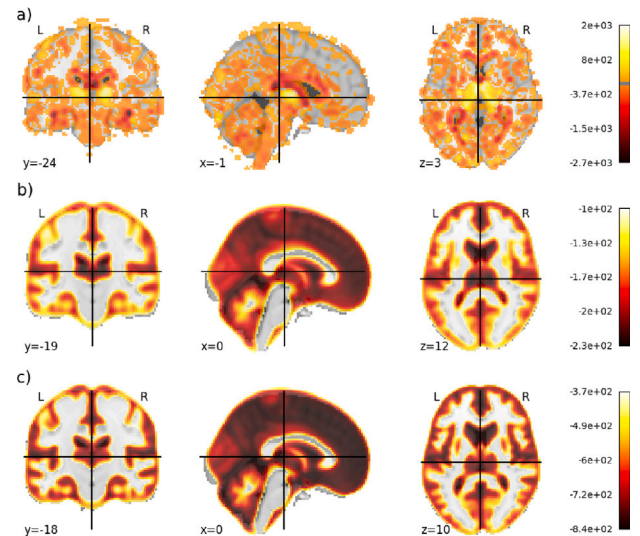 a)
L R
y=-24
x=-1
L R
z=3
2e+03
8e+02
-3.7e+02
-1.5e+03
-2.7e+03
b)
L R
y=-19
x=0
L R
z=12
-1e+02
-1.3e+02
-1.7e+02
-2e+02
-2.3e+02
c)
L R
y=-18
x=0
L R
z=10
-3.7e+02
-4.9e+02
-6e+02
-7.2e+02
-8.4e+02